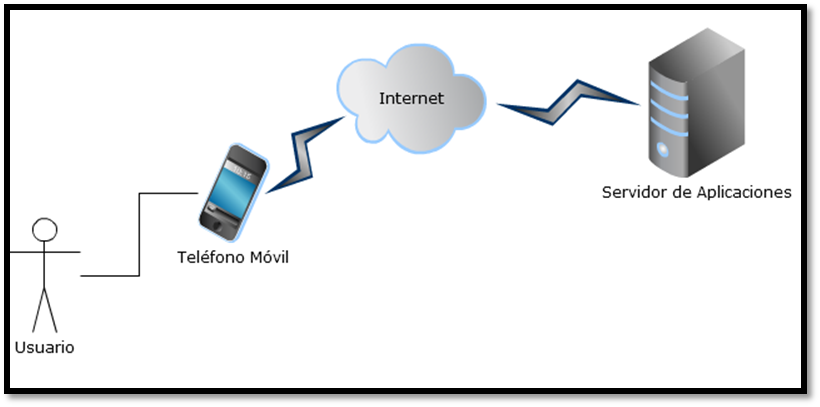 Internet
Servidor de Aplicaciones
Teléfono Móvil
Usuario